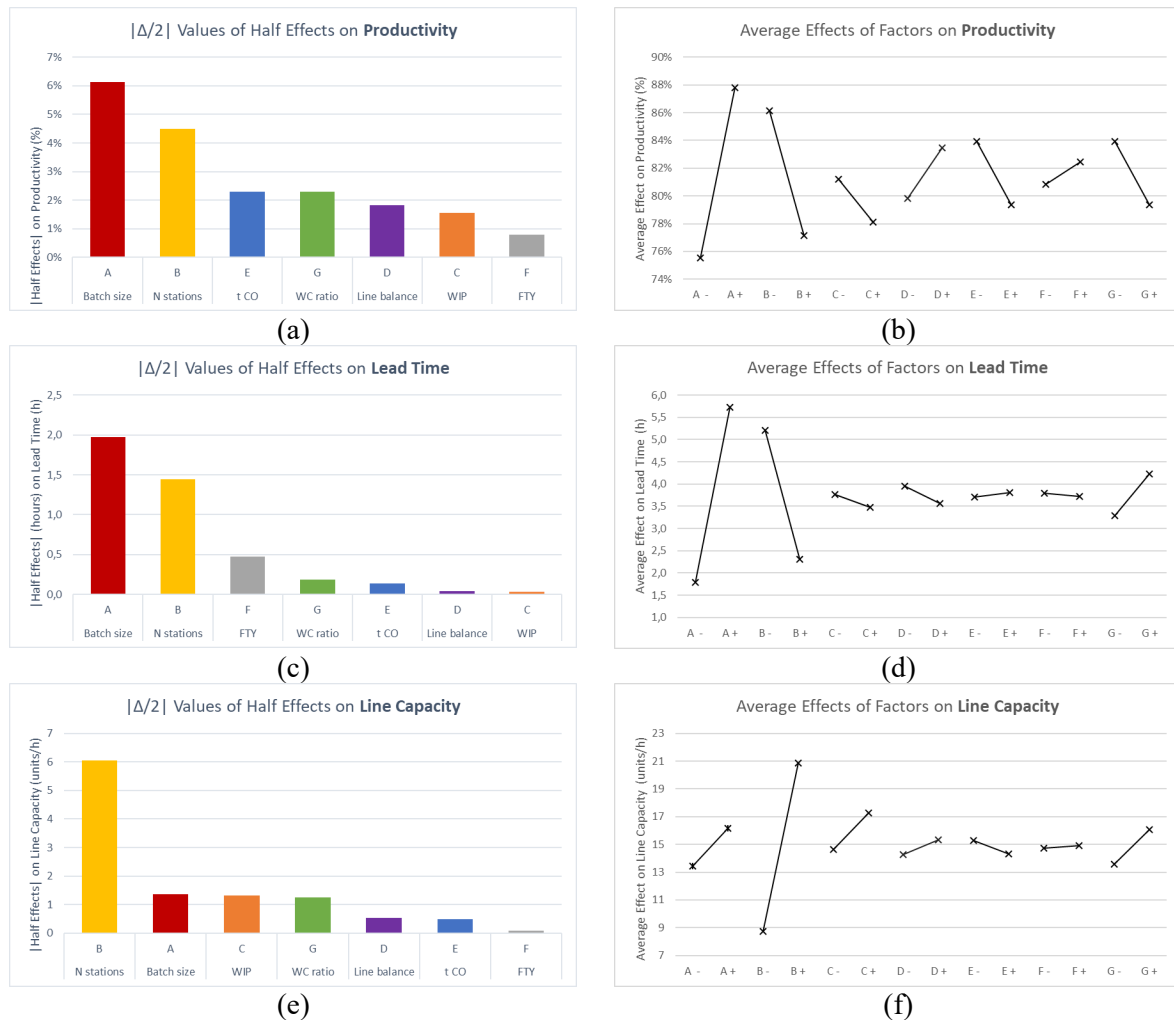 |Δ/2| Values of Half Effects on Productivity
|Half Effects| on Productivity (%)
7%
6%
5%
4%
3%
2%
1%
0%
A B E G D C F
Batch size N stations t CO WC ratio Line balance WIP FTY
(a)
Average Effects of Factors on Productivity
Average Effect on Productivity (%)
90%
88%
86%
84%
82%
80%
78%
76%
74%
A - A + B - B + C - C + D - D + E - E + F - F + G - G +
(b)
|Δ/2| Values of Half Effects on Lead Time
|Half Effects| (hours) on Lead Time (h)
2,5
2,0
1,5
1,0
0,5
0,0
A B F G E D C
Batch size N stations FTY WC ratio t CO Line balance WIP
(c)
Average Effects of Factors on Lead Time
Average Effect on Lead Time (h)
6,0
5,5
5,0
4,5
4,0
3,5
3,0
2,5
2,0
1,5
1,0
A - A + B - B + C - C + D - D + E - E + F - F + G - G +
(d)
|Δ/2| Values of Half Effects on Line Capacity
|Half Effects| on Line Capacity (units/h)
7
6
5
4
3
2
1
0
B A C G D E F
N stations Batch size WIP WC ratio Line balance t CO FTY
(e)
Average Effects of Factors on Line Capacity
Average Effect on Line Capacity (units/h)
23
21
19
17
15
13
11
9
7
A - A + B - B + C - C + D - D + E - E + F - F + G - G +
(f)